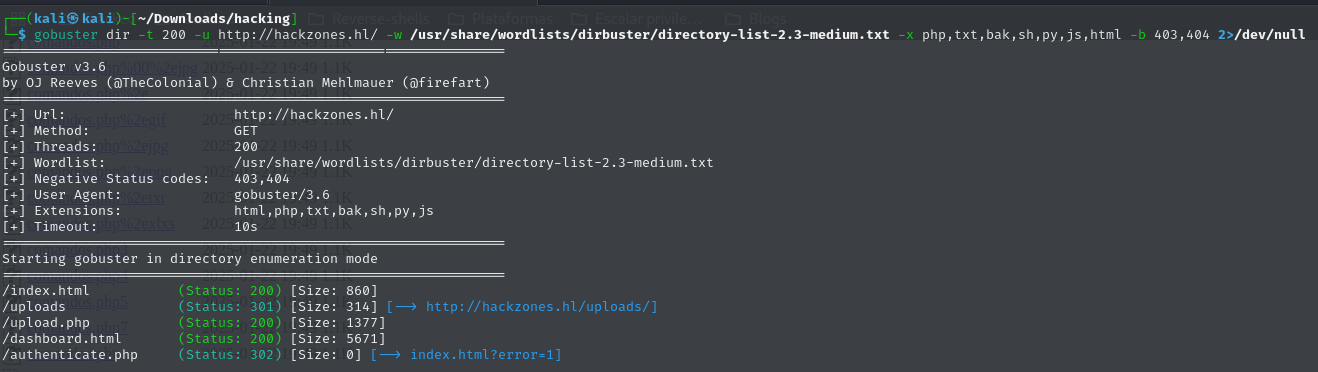 Reverse-shells Plataformas Escalar privile... Blogs
┌──(kali㉿kali)-[~/Downloads/hacking]
└─$ gobuster dir -t 200 -u http://hackzones.hl/ -w /usr/share/wordlists/dirbuster/directory-list-2.3-medium.txt -x php,txt,bak,sh,py,js,html -b 403,404 2>/dev/null
===============================================================
Gobuster v3.6
by OJ Reeves (@TheColonial) & Christian Mehlmauer (@firefart)
===============================================================
[+] Url: http://hackzones.hl/
[+] Method: GET
[+] Threads: 200
[+] Wordlist: /usr/share/wordlists/dirbuster/directory-list-2.3-medium.txt
[+] Negative Status codes: 403,404
[+] User Agent: gobuster/3.6
[+] Extensions: html,php,txt,bak,sh,py,js
[+] Timeout: 10s
===============================================================
Starting gobuster in directory enumeration mode
===============================================================
/index.html (Status: 200) [Size: 860]
/uploads (Status: 301) [Size: 314] [--> http://hackzones.hl/uploads/]
/upload.php (Status: 200) [Size: 1377]
/dashboard.html (Status: 200) [Size: 5671]
/authenticate.php (Status: 302) [Size: 0] [--> index.html?error=1]